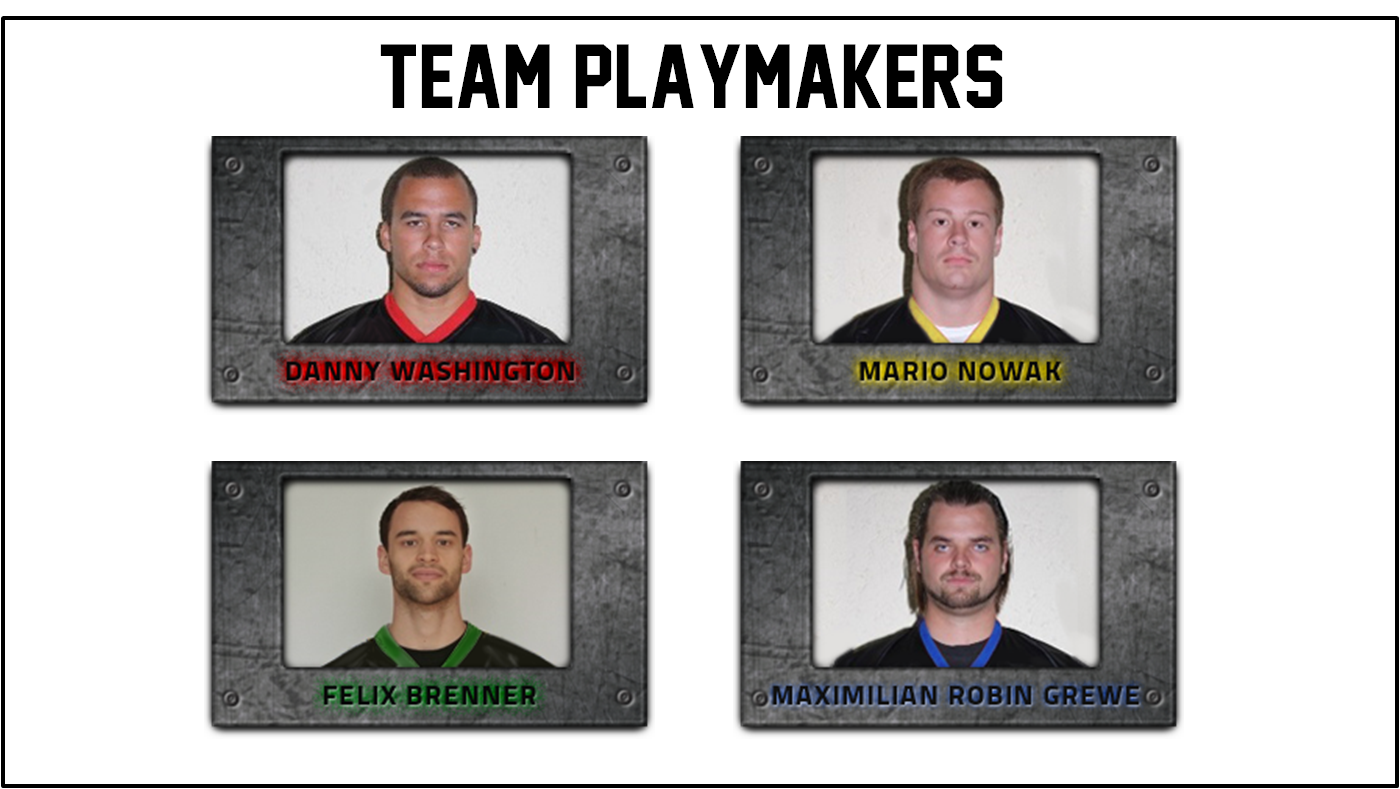 TEAM PLAYMAKERS
DANNY WASHINGTON
MARIO NOWAK
FELIX BRENNER
MAXIMILIAN ROBIN GREWE